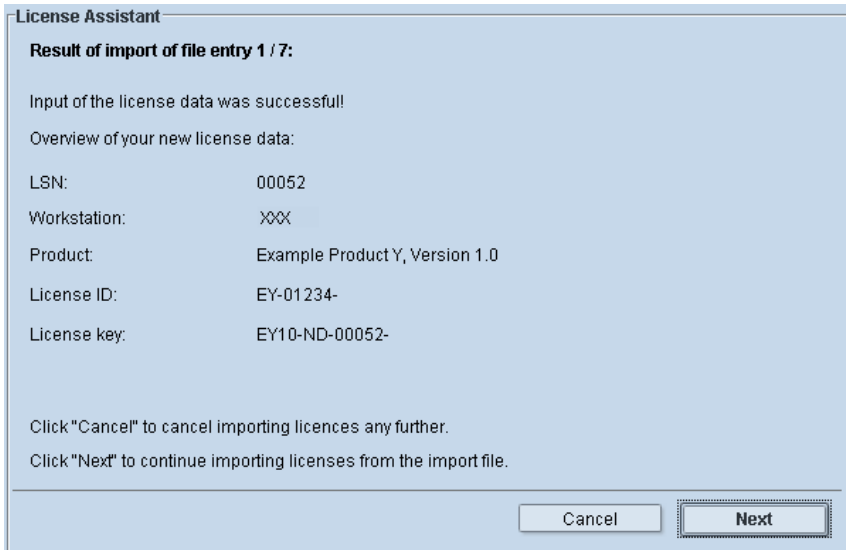 License Assistant
Result of import of file entry 1 / 7:
Input of the license data was successful!
Overview of your new license data:
LSN: 00052
Workstation: XXX
Product: Example Product Y, Version 1.0
License ID: EY-01234-
License key: EY10-ND-00052-
Click "Cancel" to cancel importing licences any further.
Click "Next" to continue importing licenses from the import file.
Cancel Next